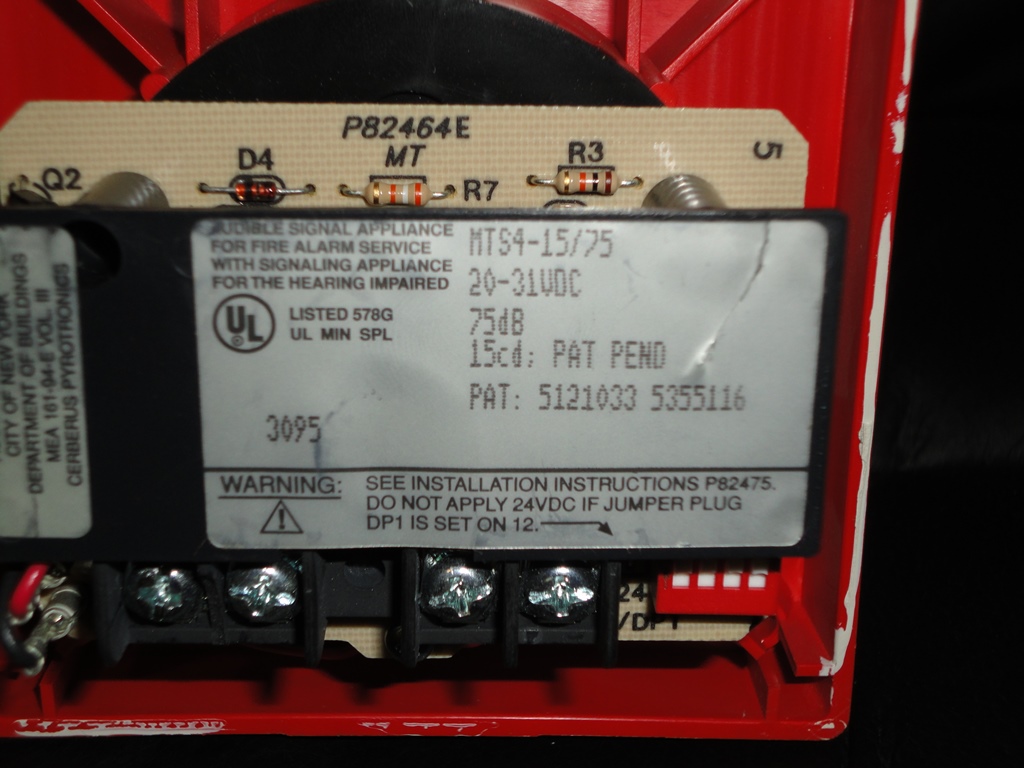 P82464E
MT
D4
R3
5
Q2
R7
AUDIBLE SIGNAL APPLIANCE
FOR FIRE ALARM SERVICE
WITH SIGNALING APPLIANCE
FOR THE HEARING IMPAIRED
MTS4-15/75
20-31VDC
75dB
15cd; PAT PEND
PAT: 5121033 5355116
UL
LISTED 578G
UL MIN SPL
3095
WARNING:
SEE INSTALLATION INSTRUCTIONS P82475.
DO NOT APPLY 24VDC IF JUMPER PLUG
DP1 IS SET ON 12.
CITY OF NEW YORK
DEPARTMENT OF BUILDINGS
MEA 161-94-E VOL. III
CERBERUS PYROTRONICS
24
/DP1